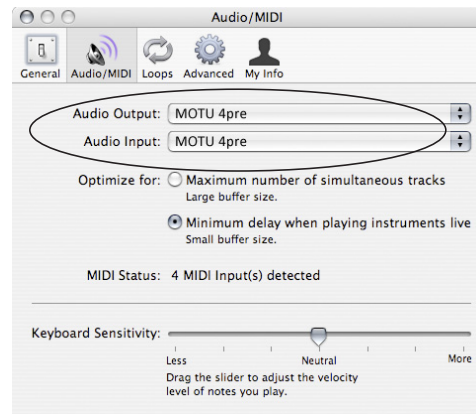 Audio/MIDI
General Audio/MIDI Loops Advanced My Info
Audio Output: MOTU 4pre
Audio Input: MOTU 4pre
Optimize for: Maximum number of simultaneous tracks
Large buffer size.
Minimum delay when playing instruments live
Small buffer size.
MIDI Status: 4 MIDI Input(s) detected
Keyboard Sensitivity:
Less Neutral More
Drag the slider to adjust the velocity
level of notes you play.